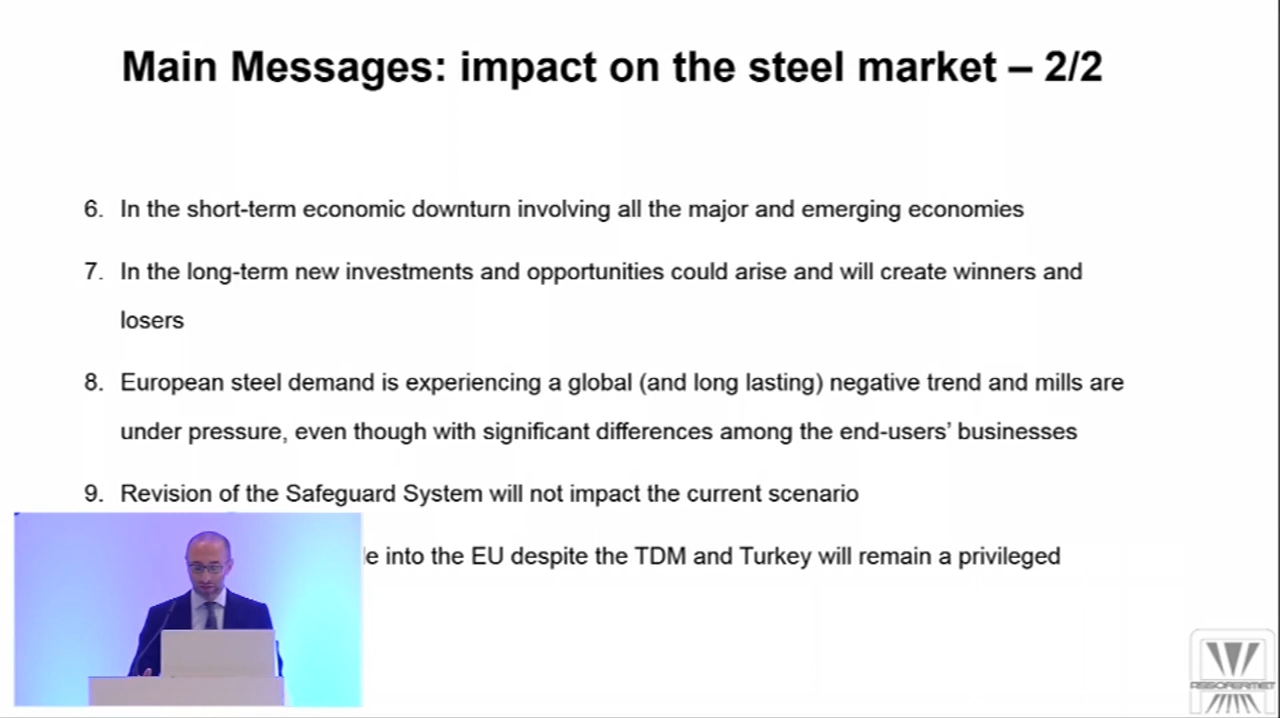 Main Messages: impact on the steel market – 2/2
6. In the short-term economic downturn involving all the major and emerging economies
7. In the long-term new investments and opportunities could arise and will create winners and
losers
8. European steel demand is experiencing a global (and long lasting) negative trend and mills are
under pressure, even though with significant differences among the end-users' businesses
9. Revision of the Safeguard System will not impact the current scenario
into the EU despite the TDM and Turkey will remain a privileged
ASSOFERMET